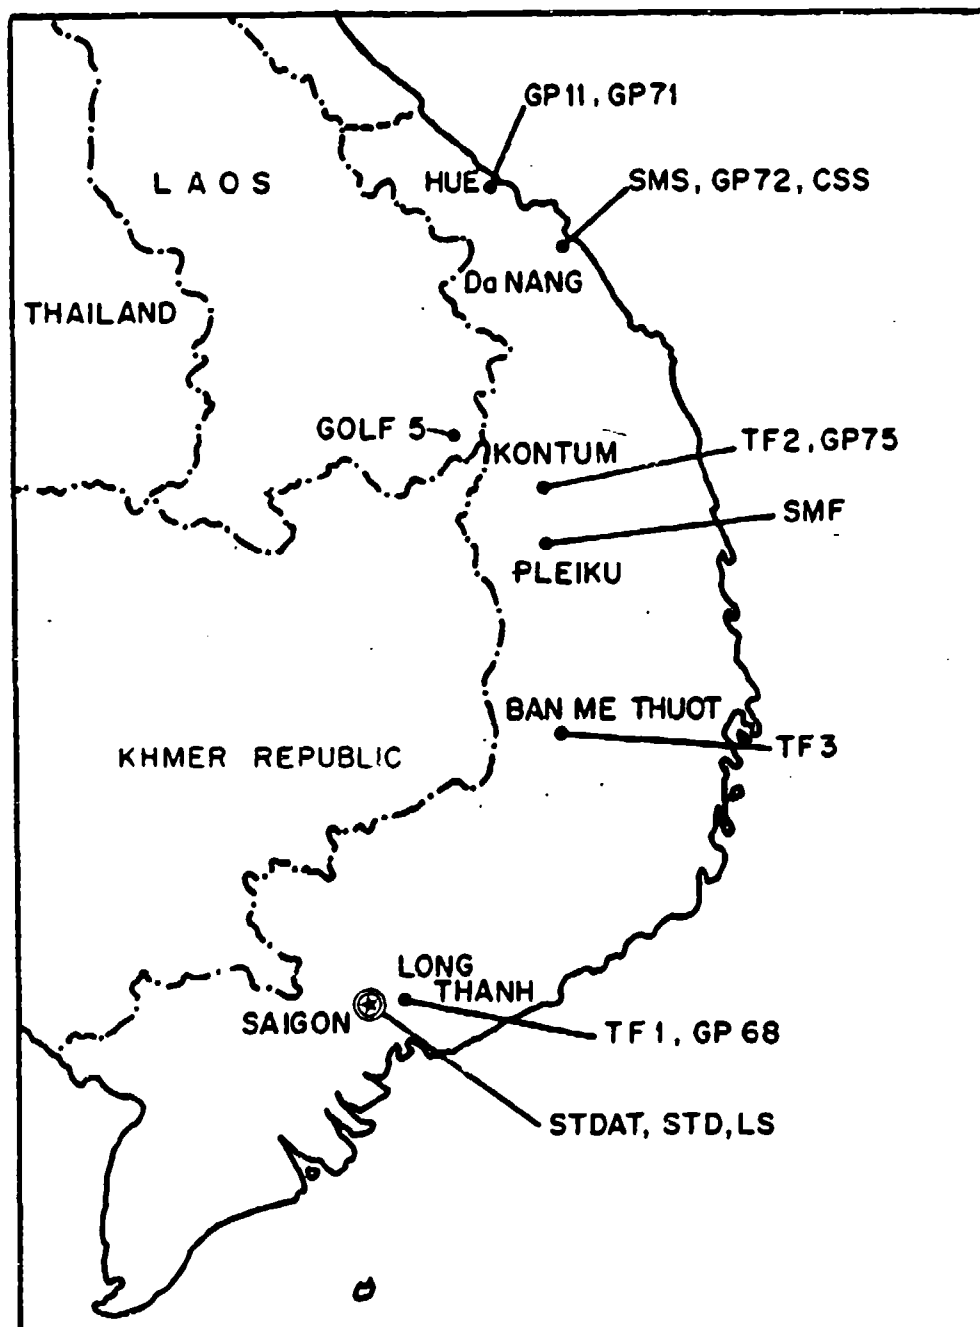 GP11, GP71
LAOS
HUE
SMS, GP72, CSS
Da NANG
THAILAND
GOLF 5
KONTUM
TF2, GP75
SMF
PLEIKU
BAN ME THUOT
TF3
KHMER REPUBLIC
LONG
THANH
SAIGON
TF1, GP 68
STDAT, STD, LS